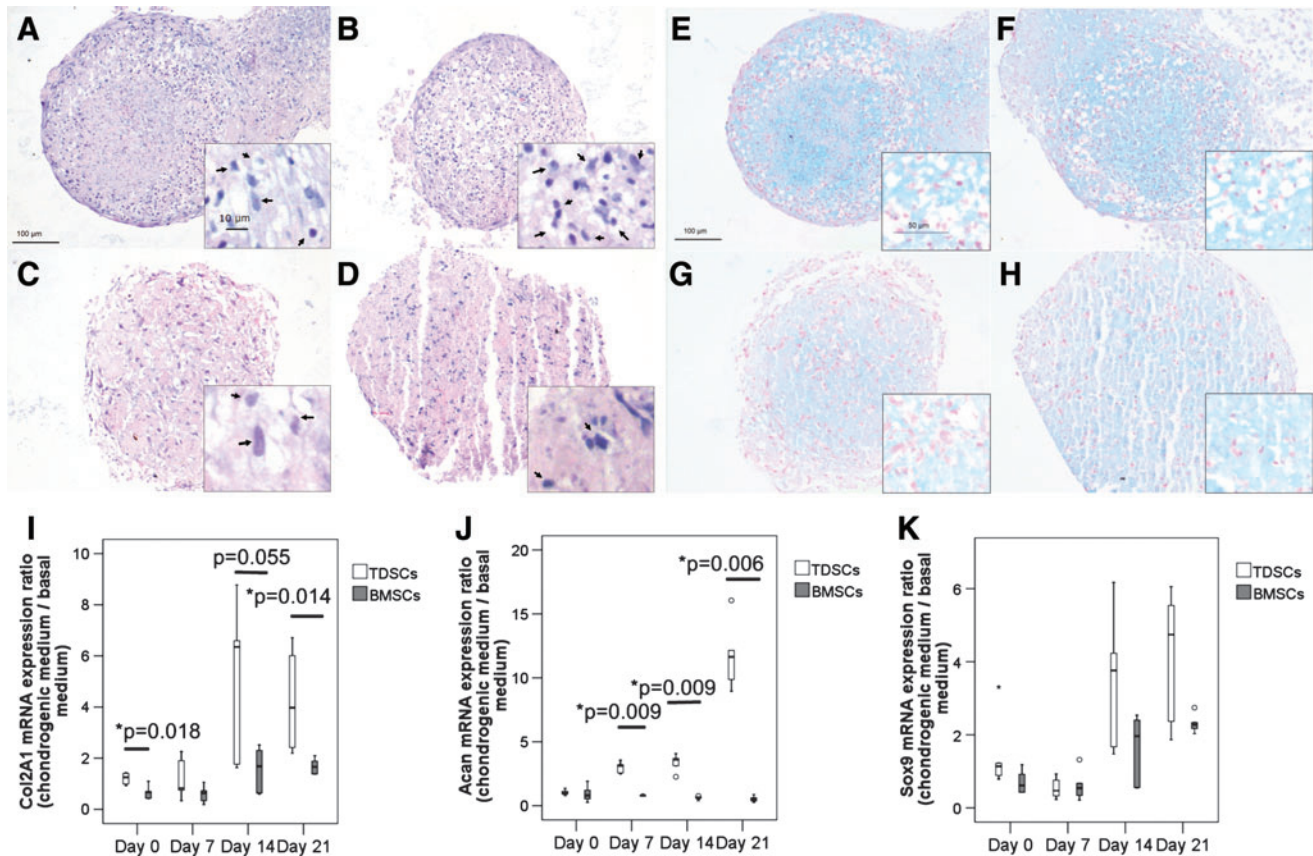 A
B
E
F
10 µm
100 µm
50 µm
100 µm
C
D
G
H
I
Col2A1 mRNA expression ratio
(chondrogenic medium / basal
medium)
10
8
6
4
2
0
*p=0.018
p=0.055
*p=0.014
Day 0 Day 7 Day 14 Day 21
TDSCs
BMSCs
J
Acan mRNA expression ratio
(chondrogenic medium / basal
medium)
20
15
10
5
0
*p=0.009
*p=0.009
*p=0.006
Day 0 Day 7 Day 14 Day 21
TDSCs
BMSCs
K
Sox9 mRNA expression ratio
(chondrogenic medium / basal
medium)
6
4
2
0
*
Day 0 Day 7 Day 14 Day 21
TDSCs
BMSCs